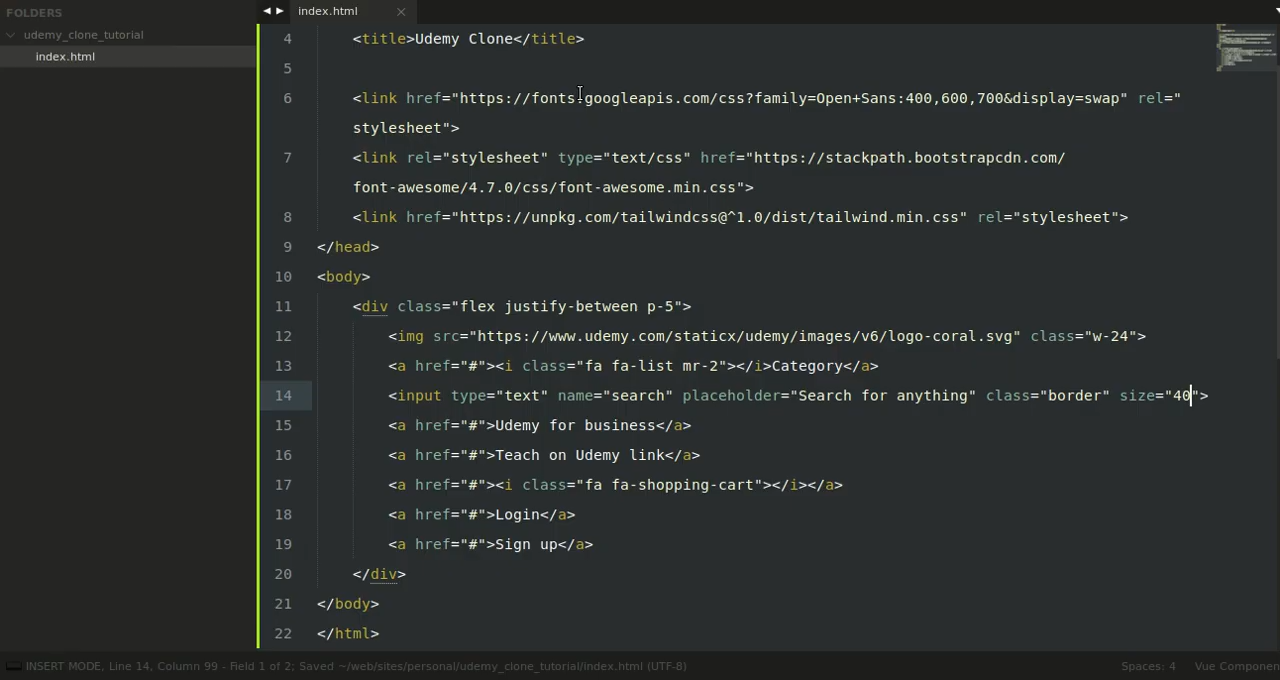 FOLDERS
udemy_clone_tutorial
index.html
index.html
4 <title>Udemy Clone</title>
5
6 <link href="https://fonts.googleapis.com/css?family=Open+Sans:400,600,700&display=swap" rel="
stylesheet">
7 <link rel="stylesheet" type="text/css" href="https://stackpath.bootstrapcdn.com/
font-awesome/4.7.0/css/font-awesome.min.css">
8 <link href="https://unpkg.com/tailwindcss@^1.0/dist/tailwind.min.css" rel="stylesheet">
9 </head>
10 <body>
11 <div class="flex justify-between p-5">
12 <img src="https://www.udemy.com/staticx/udemy/images/v6/logo-coral.svg" class="w-24">
13 <a href="#"><i class="fa fa-list mr-2"></i>Category</a>
14 <input type="text" name="search" placeholder="Search for anything" class="border" size="40">
15 <a href="#">Udemy for business</a>
16 <a href="#">Teach on Udemy link</a>
17 <a href="#"><i class="fa fa-shopping-cart"></i></a>
18 <a href="#">Login</a>
19 <a href="#">Sign up</a>
20 </div>
21 </body>
22 </html>
INSERT MODE, Line 14, Column 99 - Field 1 of 2; Saved ~/web/sites/personal/udemy_clone_tutorial/index.html (UTF-8)
Spaces: 4
Vue Componen